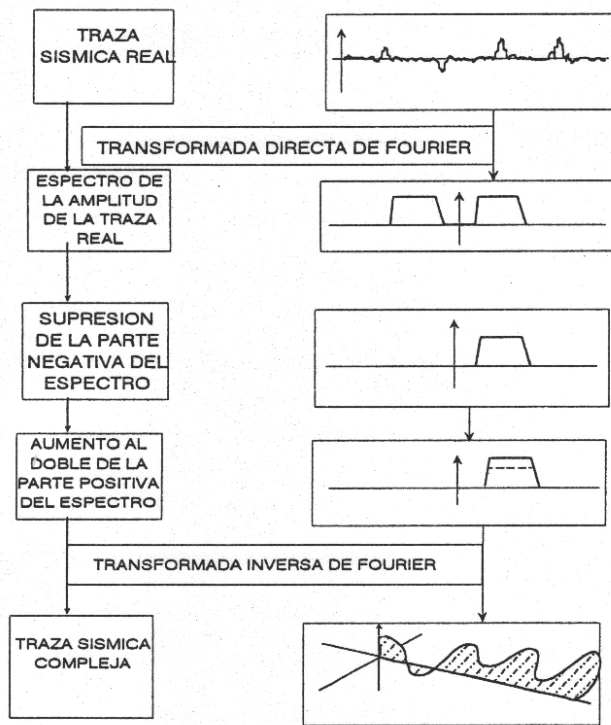 TRAZA
SISMICA REAL
TRANSFORMADA DIRECTA DE FOURIER
ESPECTRO DE
LA AMPLITUD
DE LA TRAZA
REAL
SUPRESION
DE LA PARTE
NEGATIVA DEL
ESPECTRO
AUMENTO AL
DOBLE DE LA
PARTE POSITIVA
DEL ESPECTRO
TRANSFORMADA INVERSA DE FOURIER
TRAZA SISMICA
COMPLEJA